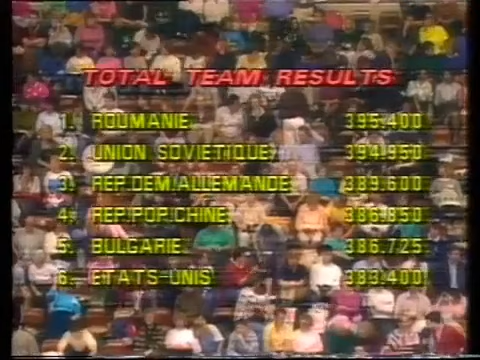 TOTAL TEAM RESULTS
1. ROUMANIE 395.400
2. UNION SOVIETIQUE 394.950
3. REP.DEM.ALLEMANDE 389.600
4. REP.POP.CHINE 386.850
5. BULGARIE 386.725
6. ETATS-UNIS 383.400